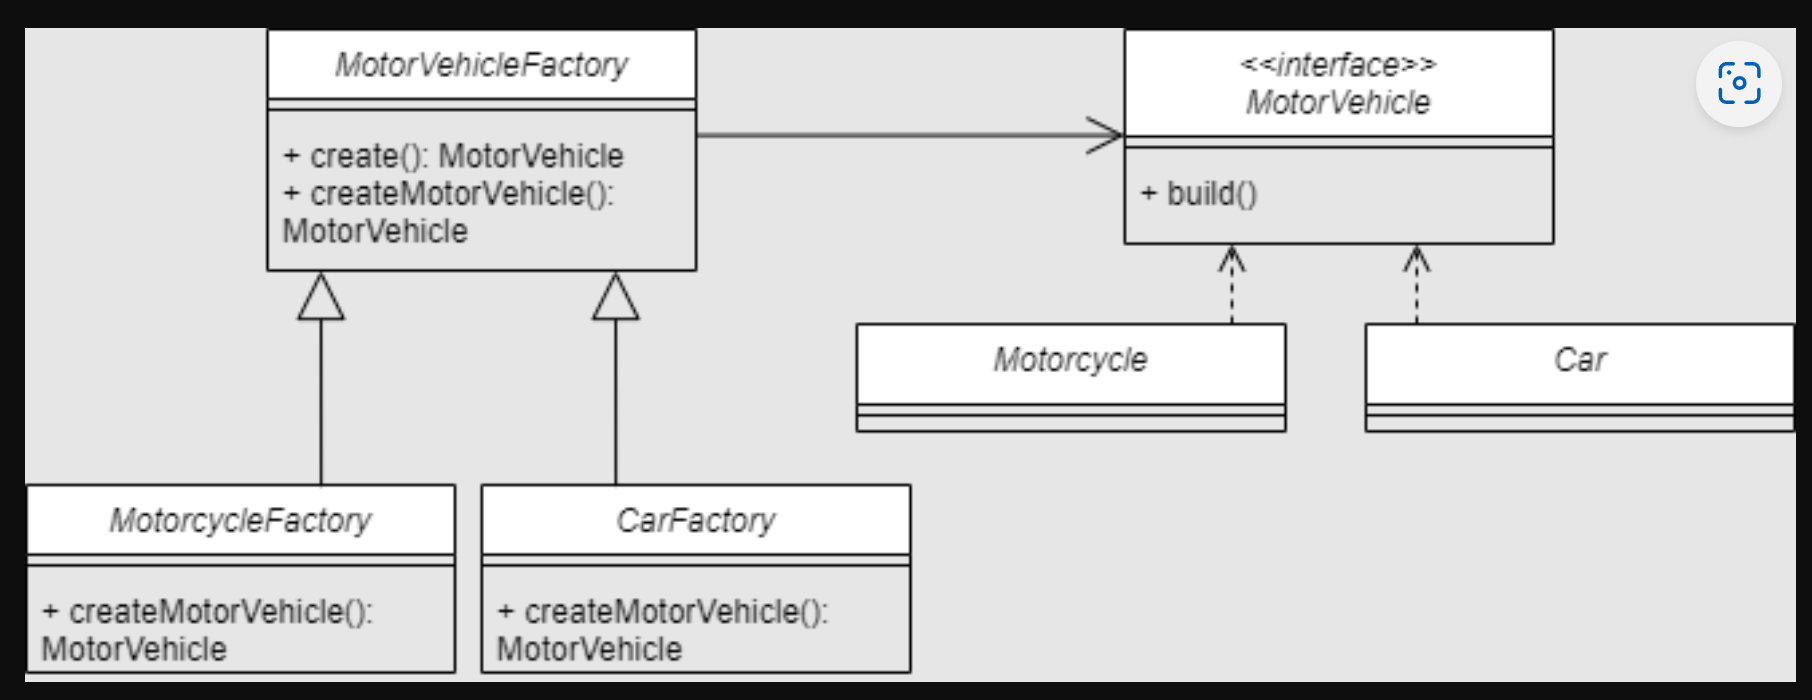 MotorVehicleFactory
+ create(): MotorVehicle
+ createMotorVehicle():
MotorVehicle
<<interface>>
MotorVehicle
+ build()
Motorcycle
Car
MotorcycleFactory
+ createMotorVehicle():
MotorVehicle
CarFactory
+ createMotorVehicle():
MotorVehicle